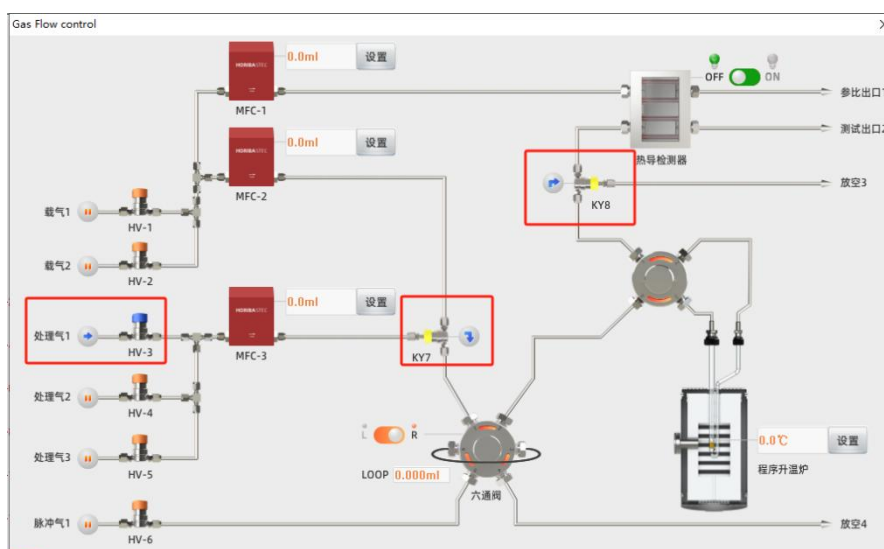 Gas Flow control
0.0ml 设置
HORIBASTEC
MFC-1
OFF ON
参比出口1
0.0ml 设置
HORIBASTEC
测试出口2
热导检测器
MFC-2
KY8
放空3
载气1
HV-1
载气2
HV-2
0.0ml 设置
HORIBASTEC
处理气1
HV-3
MFC-3
KY7
处理气2
HV-4
L R
0.0℃ 设置
处理气3
HV-5
LOOP 0.000ml
程序升温炉
六通阀
脉冲气1
HV-6
放空4